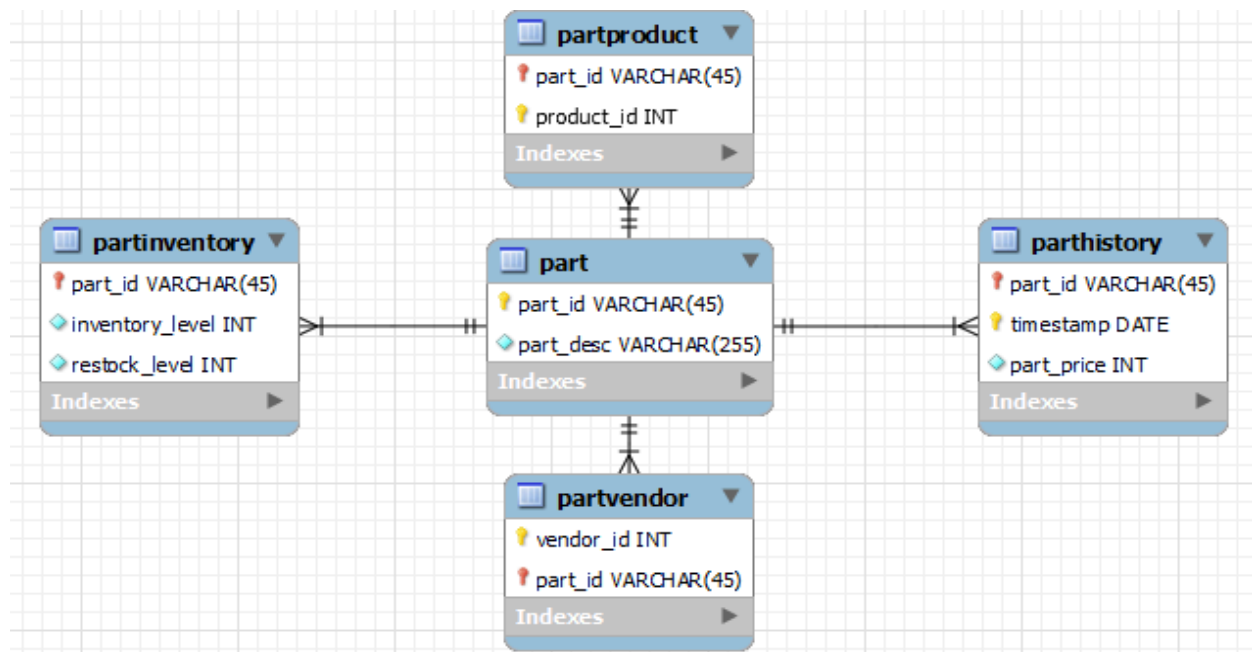 partproduct
part_id VARCHAR(45)
product_id INT
Indexes
partinventory
part_id VARCHAR(45)
inventory_level INT
restock_level INT
Indexes
part
part_id VARCHAR(45)
part_desc VARCHAR(255)
Indexes
parthistory
part_id VARCHAR(45)
timestamp DATE
part_price INT
Indexes
partvendor
vendor_id INT
part_id VARCHAR(45)
Indexes